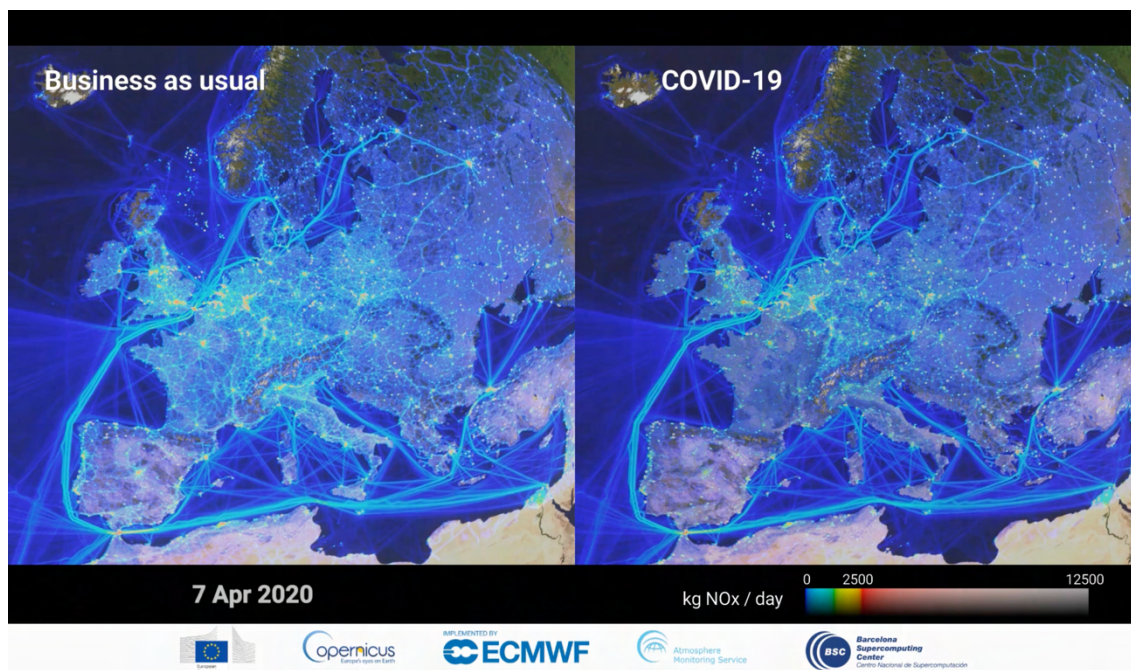 Business as usual
COVID-19
7 Apr 2020
kg NOx / day
0 2500 12500
European
opernicus
Europe's eyes on Earth
IMPLEMENTED BY
ECMWF
Atmosphere
Monitoring Service
BSC
Barcelona
Supercomputing
Center
Centro Nacional de Supercomputación